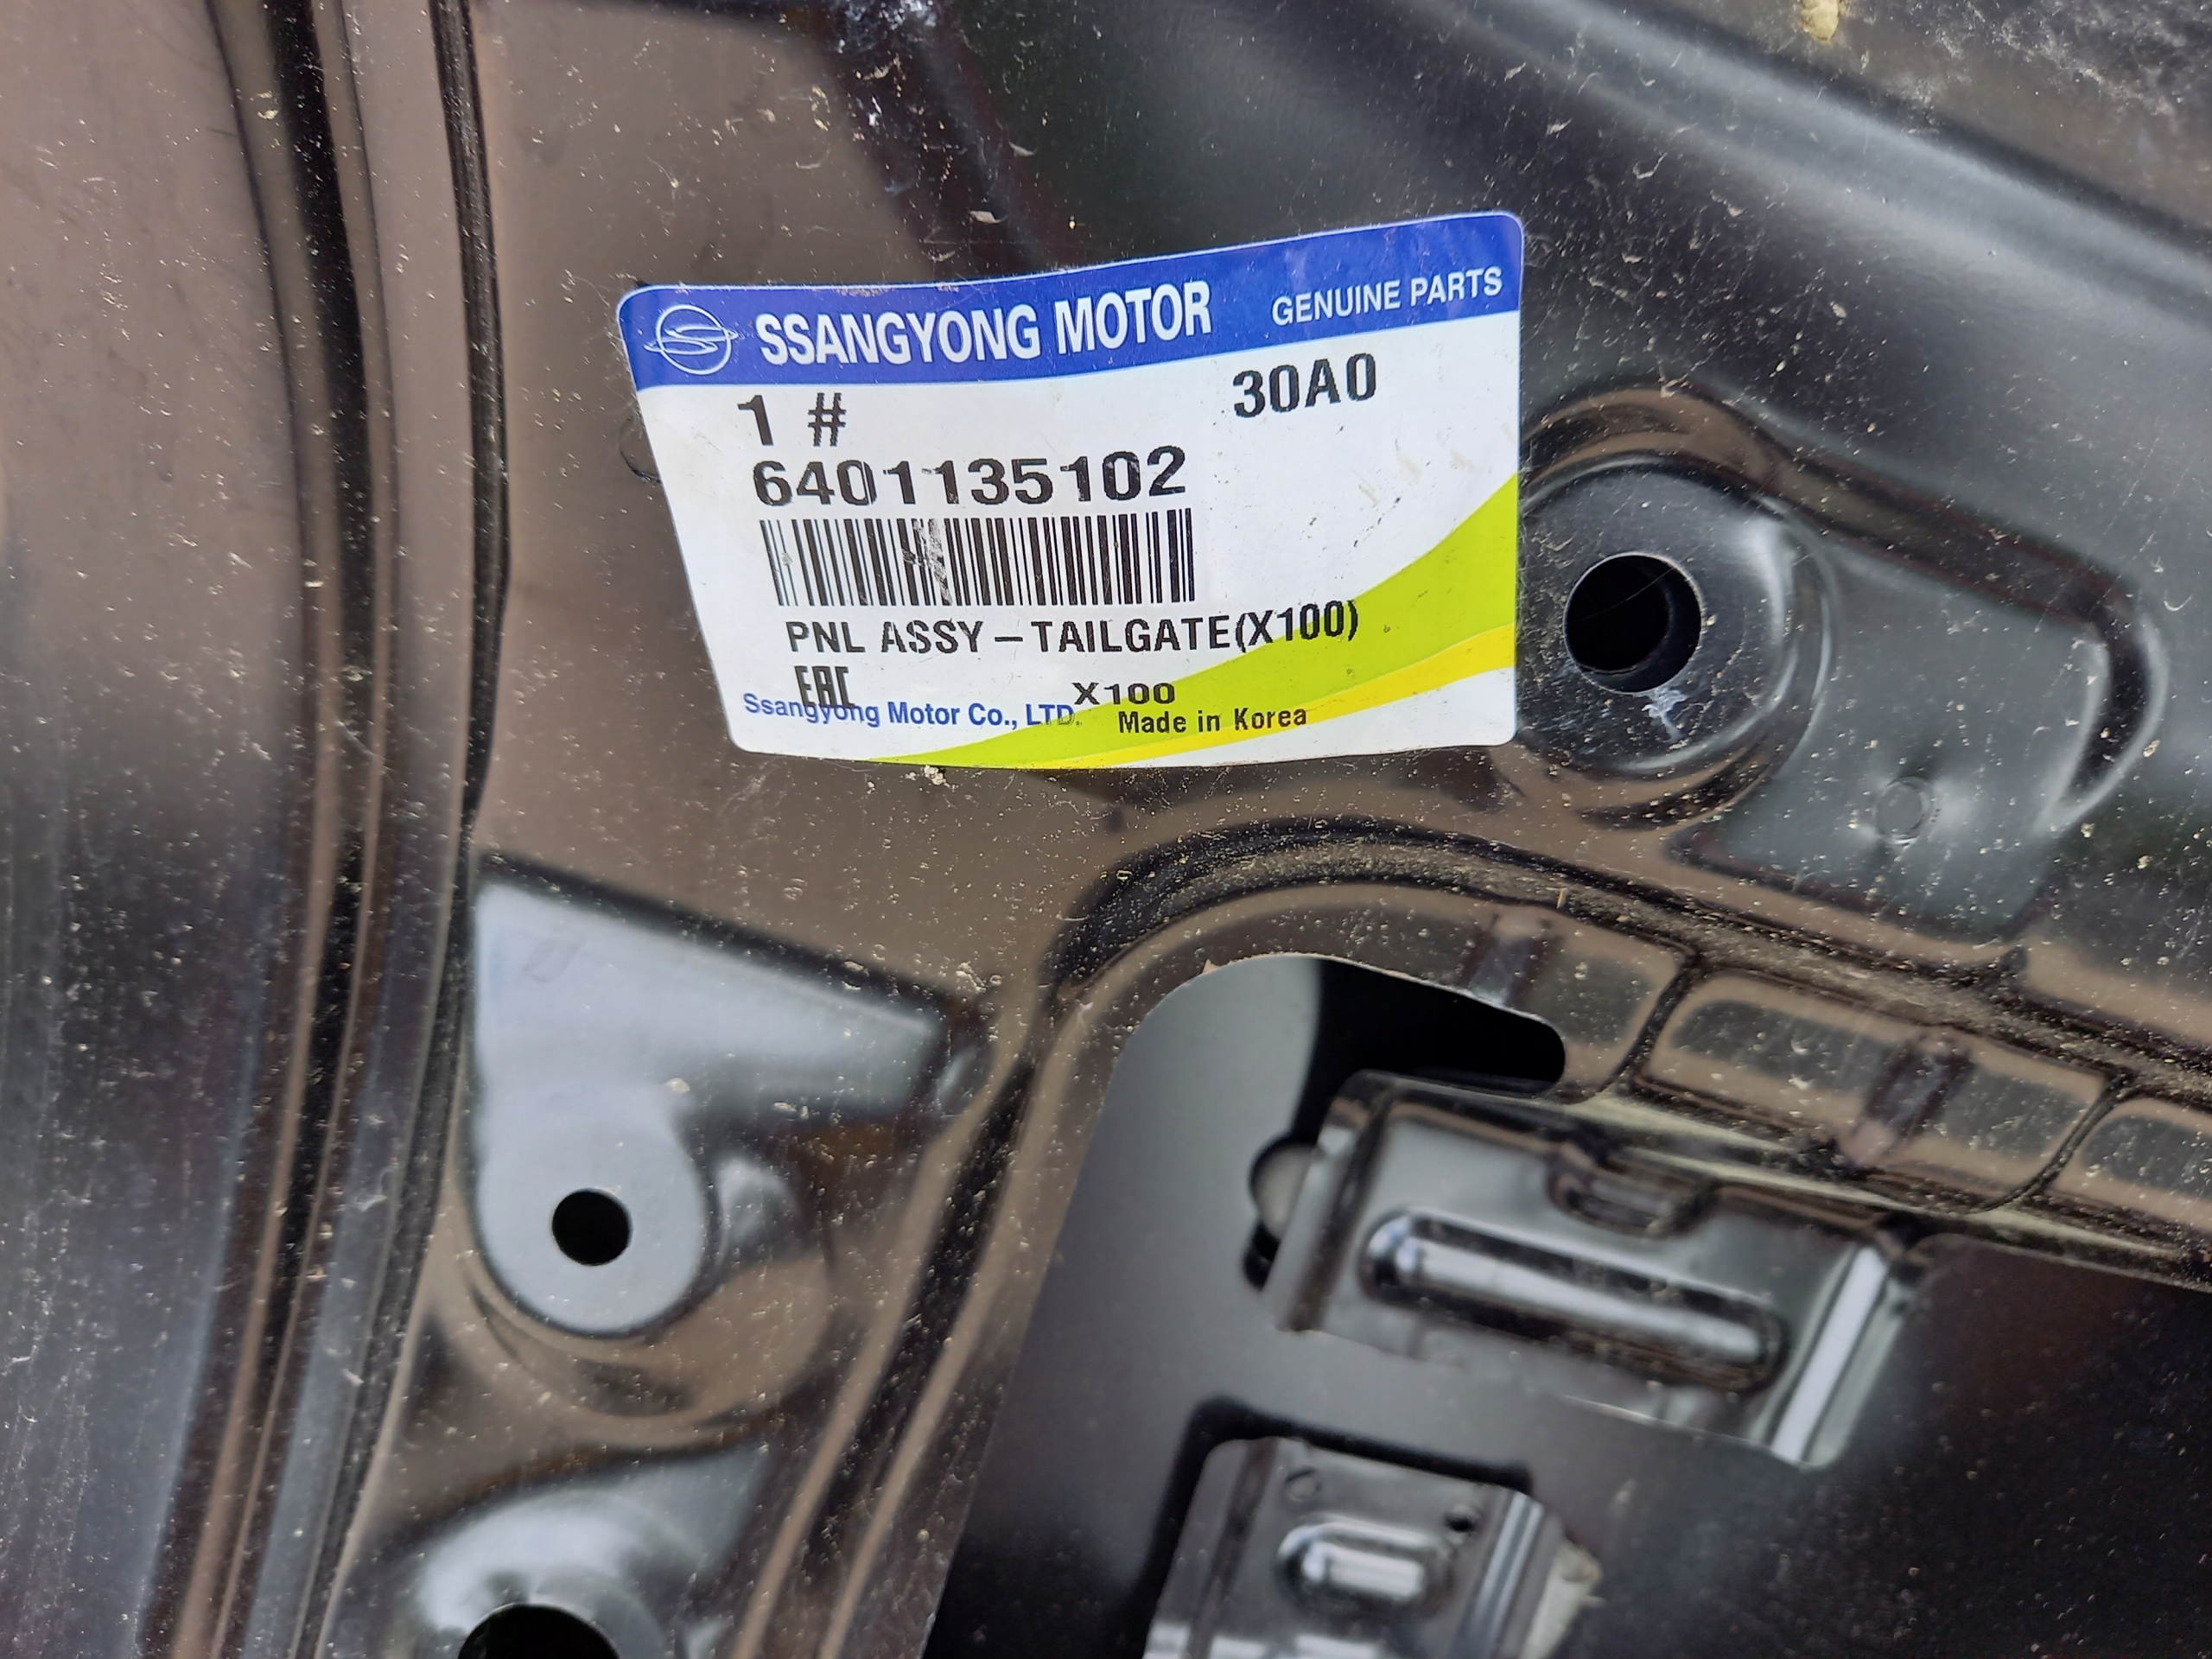 SSANGYONG MOTOR GENUINE PARTS
1 # 30A0
6401135102
PNL ASSY-TAILGATE(X100)
EAC X100
Ssangyong Motor Co., LTD. Made in Korea